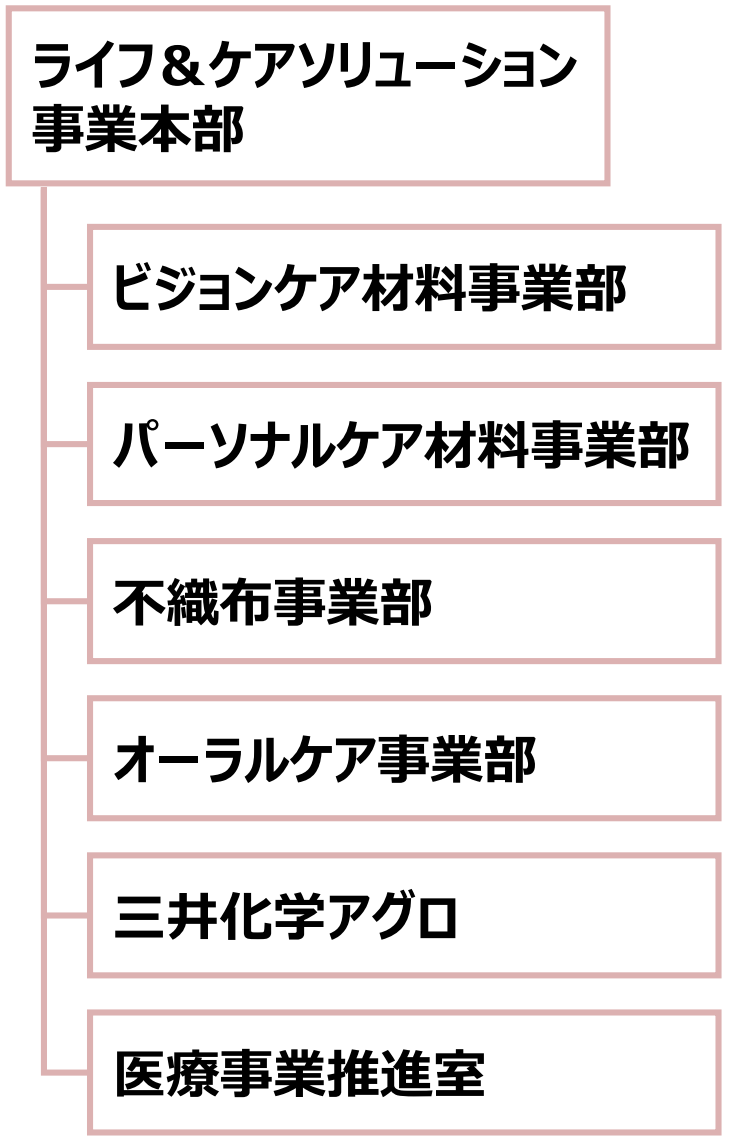 ライフ＆ケアソリューション
事業本部
ビジョンケア材料事業部
パーソナルケア材料事業部
不織布事業部
オーラルケア事業部
三井化学アグロ
医療事業推進室